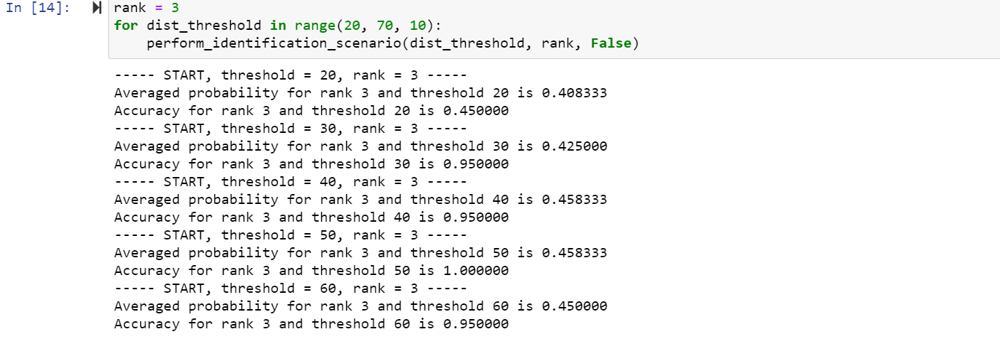 In [14]: rank = 3
for dist_threshold in range(20, 70, 10):
    perform_identification_scenario(dist_threshold, rank, False)
----- START, threshold = 20, rank = 3 -----
Averaged probability for rank 3 and threshold 20 is 0.408333
Accuracy for rank 3 and threshold 20 is 0.450000
----- START, threshold = 30, rank = 3 -----
Averaged probability for rank 3 and threshold 30 is 0.425000
Accuracy for rank 3 and threshold 30 is 0.950000
----- START, threshold = 40, rank = 3 -----
Averaged probability for rank 3 and threshold 40 is 0.458333
Accuracy for rank 3 and threshold 40 is 0.950000
----- START, threshold = 50, rank = 3 -----
Averaged probability for rank 3 and threshold 50 is 0.458333
Accuracy for rank 3 and threshold 50 is 1.000000
----- START, threshold = 60, rank = 3 -----
Averaged probability for rank 3 and threshold 60 is 0.450000
Accuracy for rank 3 and threshold 60 is 0.950000